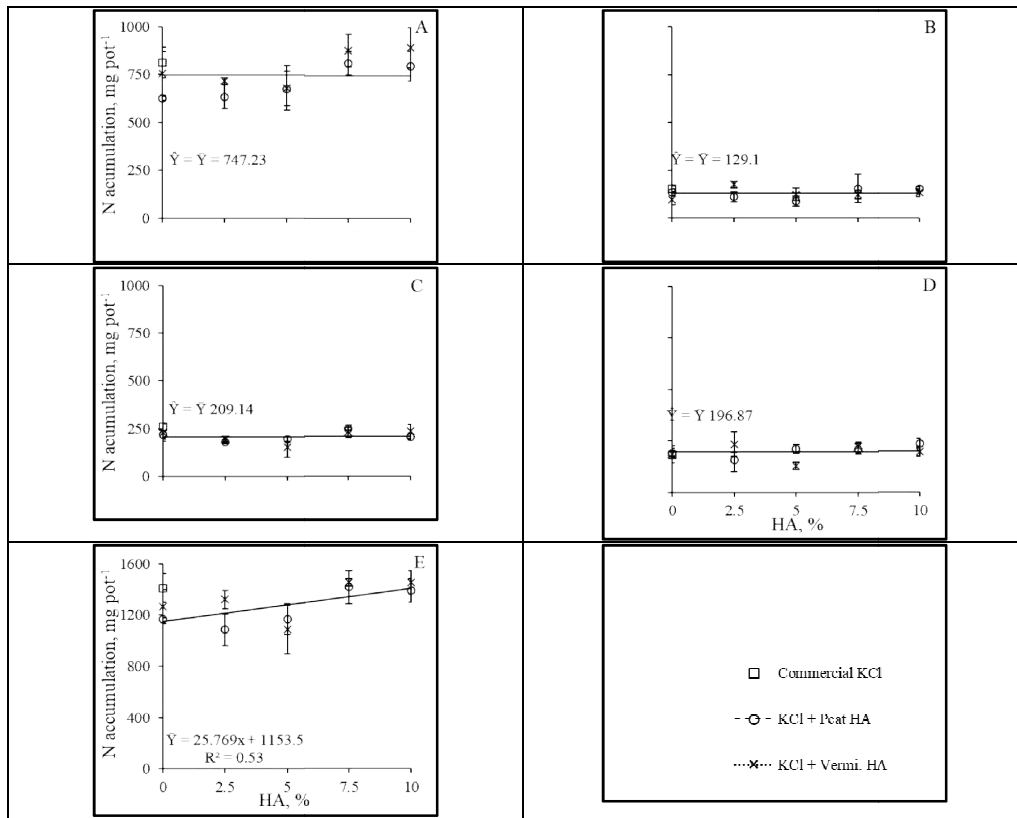 A
N acumulation, mg pot⁻¹
1000
750
500
250
0
Ŷ = Ȳ = 747.23
B
Ŷ = Ȳ = 129.1
C
N acumulation, mg pot⁻¹
1000
750
500
250
0
Ŷ = Ȳ 209.14
D
Ŷ = Ȳ 196.87
0 2.5 5 7.5 10
HA, %
E
N accumulation, mg pot⁻¹
1600
1200
800
400
0
Ȳ = 25.769x + 1153.5
R² = 0.53
0 2.5 5 7.5 10
HA, %
Commercial KCl
KCl + Peat HA
KCl + Vermi. HA